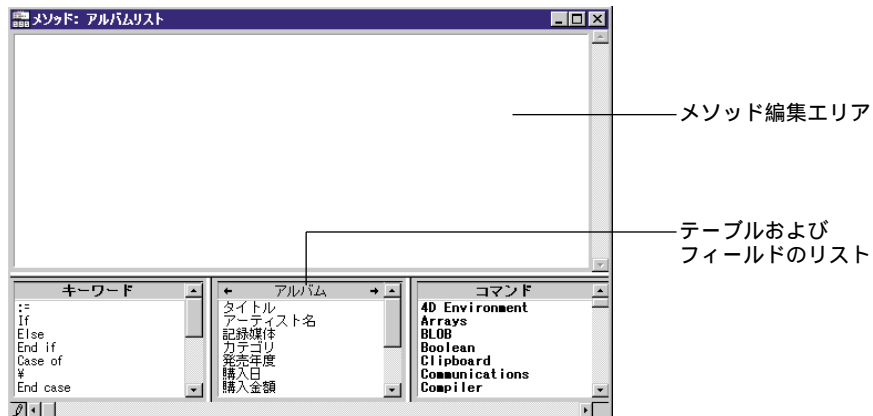 メソッド: アルバムリスト
メソッド編集エリア
テーブルおよび
フィールドのリスト
キーワード
:=
If
Else
End if
Case of
¥
End case
← アルバム →
タイトル
アーティスト名
記録媒体
カテゴリ
発売年度
購入日
購入金額
コマンド
4D Environment
Arrays
BLOB
Boolean
Clipboard
Communications
Compiler